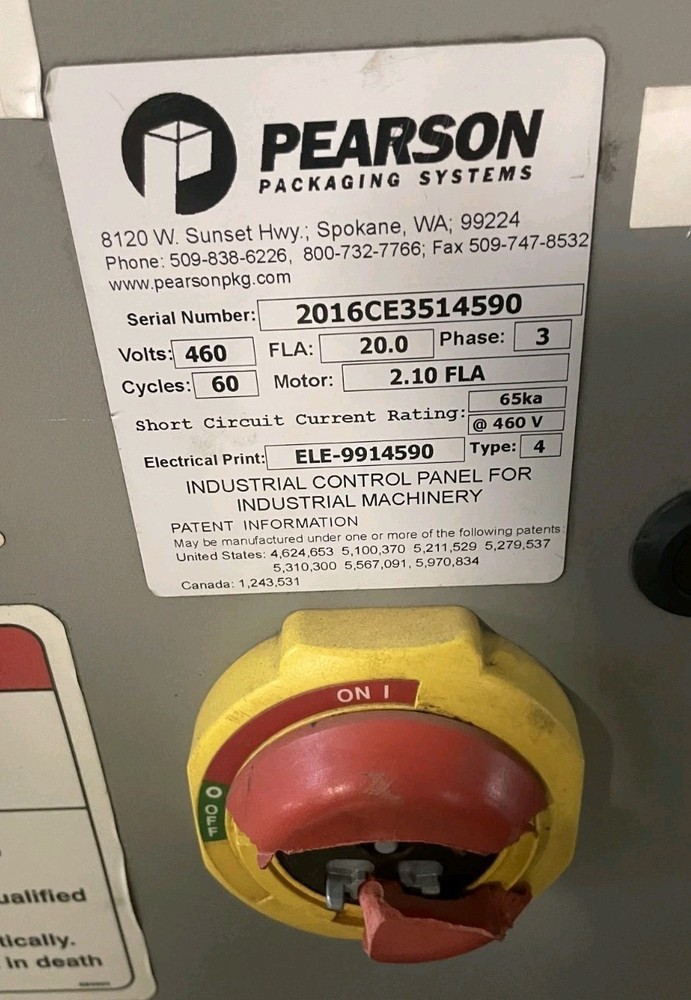 PEARSON
PACKAGING SYSTEMS
8120 W. Sunset Hwy.; Spokane, WA; 99224
Phone: 509-838-6226, 800-732-7766; Fax 509-747-8532
www.pearsonpkg.com
Serial Number: 2016CE3514590
Volts: 460 FLA: 20.0 Phase: 3
Cycles: 60 Motor: 2.10 FLA
Short Circuit Current Rating: 65ka
@ 460 V
Electrical Print: ELE-9914590 Type: 4
INDUSTRIAL CONTROL PANEL FOR
INDUSTRIAL MACHINERY
PATENT INFORMATION
May be manufactured under one or more of the following patents:
United States: 4,624,653 5,100,370 5,211,529 5,279,537
5,310,300 5,567,091, 5,970,834
Canada: 1,243,531
ON I
O OFF
ualified
tically.
in death